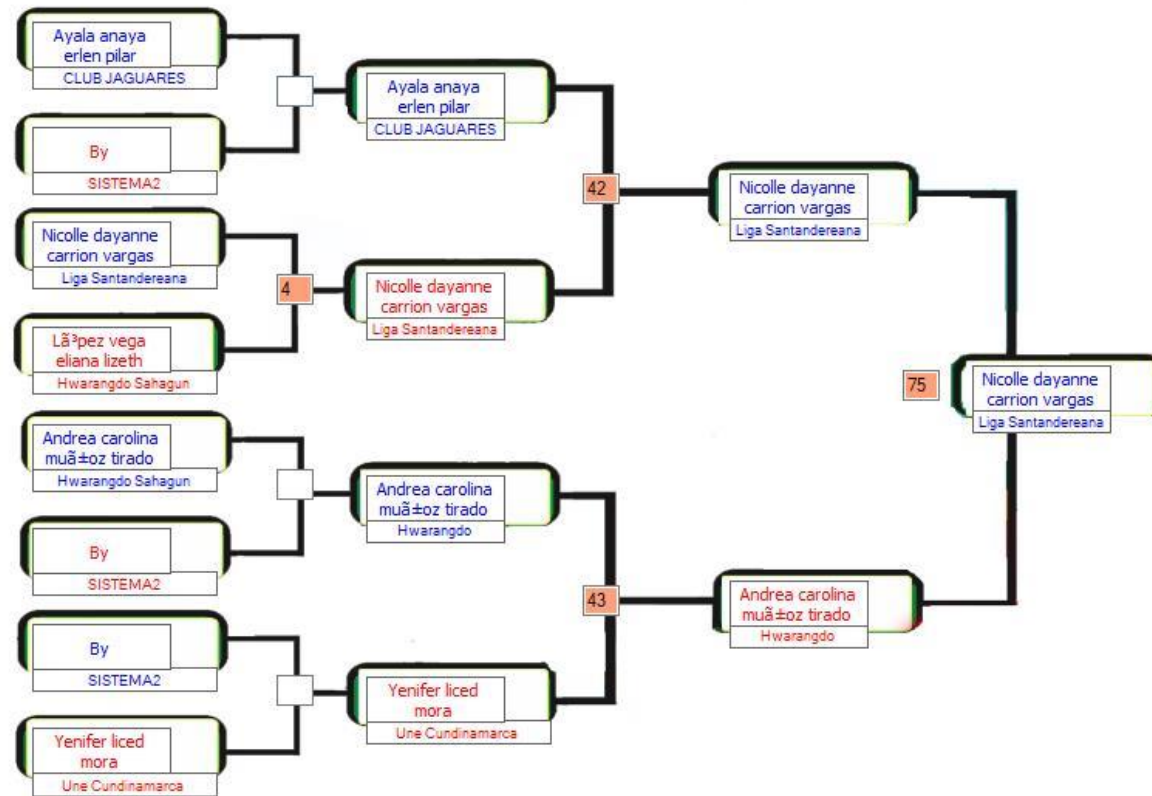 Ayala anaya
erlen pilar
CLUB JAGUARES
By
SISTEMA2
Nicolle dayanne
carrion vargas
Liga Santandereana
4
Lã³pez vega
eliana lizeth
Hwarangdo Sahagun
Andrea carolina
muã±oz tirado
Hwarangdo Sahagun
By
SISTEMA2
By
SISTEMA2
Yenifer liced
mora
Une Cundinamarca
Ayala anaya
erlen pilar
CLUB JAGUARES
42
Nicolle dayanne
carrion vargas
Liga Santandereana
Andrea carolina
muã±oz tirado
Hwarangdo
43
Yenifer liced
mora
Une Cundinamarca
Nicolle dayanne
carrion vargas
Liga Santandereana
75
Andrea carolina
muã±oz tirado
Hwarangdo
Nicolle dayanne
carrion vargas
Liga Santandereana